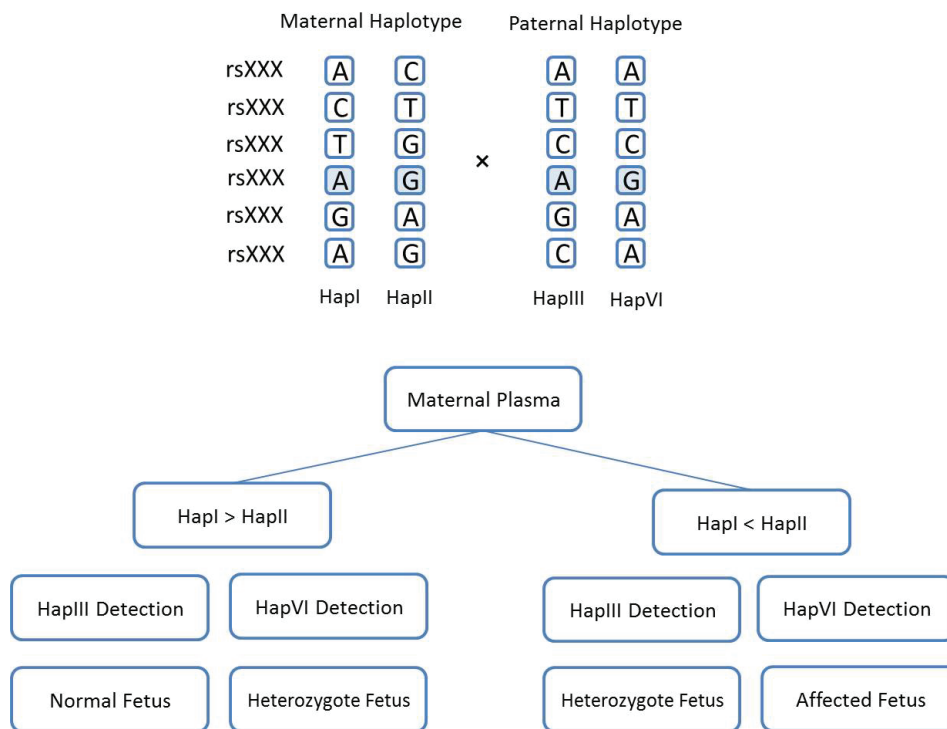 Maternal Haplotype Paternal Haplotype
rsXXX A C A A
rsXXX C T T T
rsXXX T G C C
×
rsXXX A G A G
rsXXX G A G A
rsXXX A G C A
HapI HapII HapIII HapVI
Maternal Plasma
HapI > HapII HapI < HapII
HapIII Detection HapVI Detection HapIII Detection HapVI Detection
Normal Fetus Heterozygote Fetus Heterozygote Fetus Affected Fetus